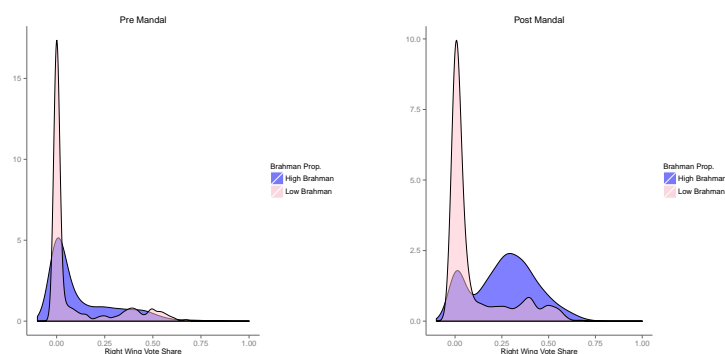 Pre Mandal
15
10
5
0
0.00 0.25 0.50 0.75 1.00
Right Wing Vote Share
Brahman Prop.
High Brahman
Low Brahman
Post Mandal
10.0
7.5
5.0
2.5
0.0
0.00 0.25 0.50 0.75 1.00
Right Wing Vote Share
Brahman Prop.
High Brahman
Low Brahman